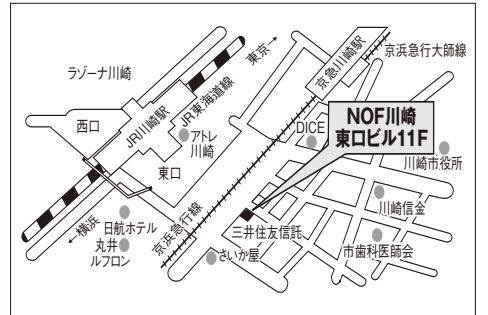 京急川崎駅
京浜急行大師線
東京→
ラゾーナ川崎
JR東海道線
JR川崎駅
西口
アトレ
川崎
東口
DICE
NOF川崎
東口ビル11F
川崎市役所
川崎信金
←横浜
日航ホテル
丸井
ルフロン
京浜急行線
三井住友信託
さいか屋
市歯科医師会